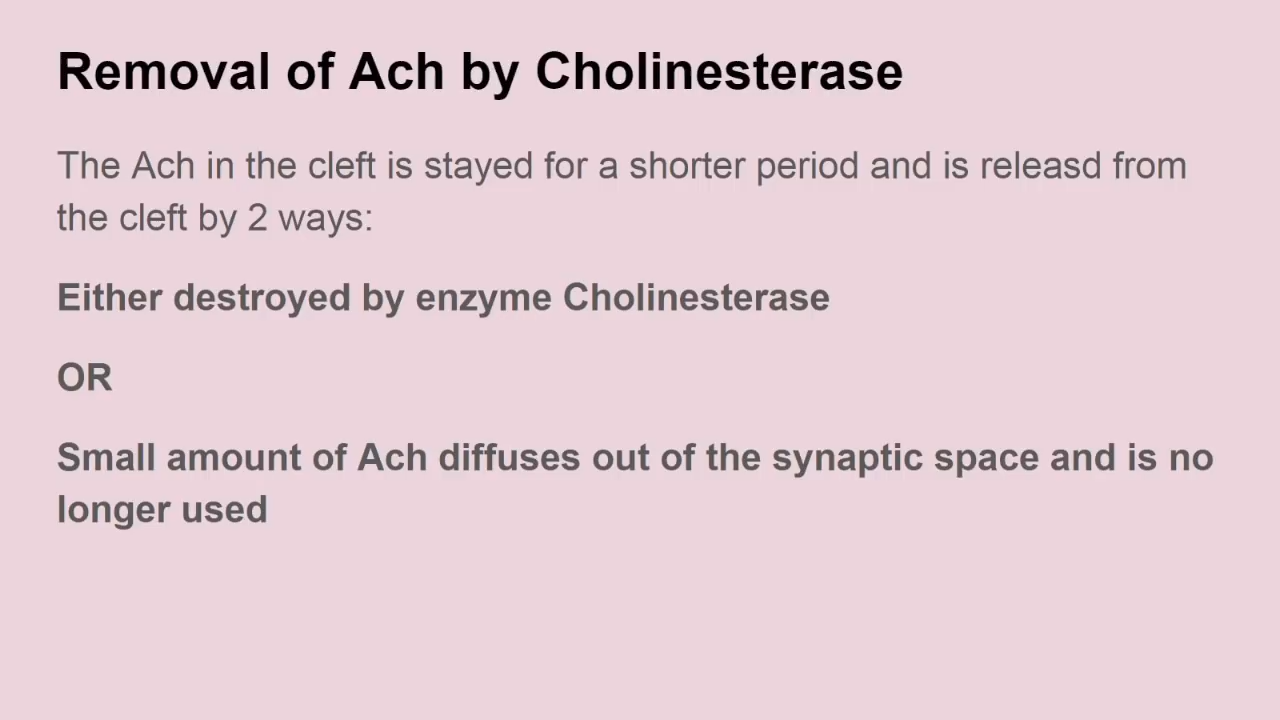 Removal of Ach by Cholinesterase
The Ach in the cleft is stayed for a shorter period and is releasd from
the cleft by 2 ways:
Either destroyed by enzyme Cholinesterase
OR
Small amount of Ach diffuses out of the synaptic space and is no
longer used